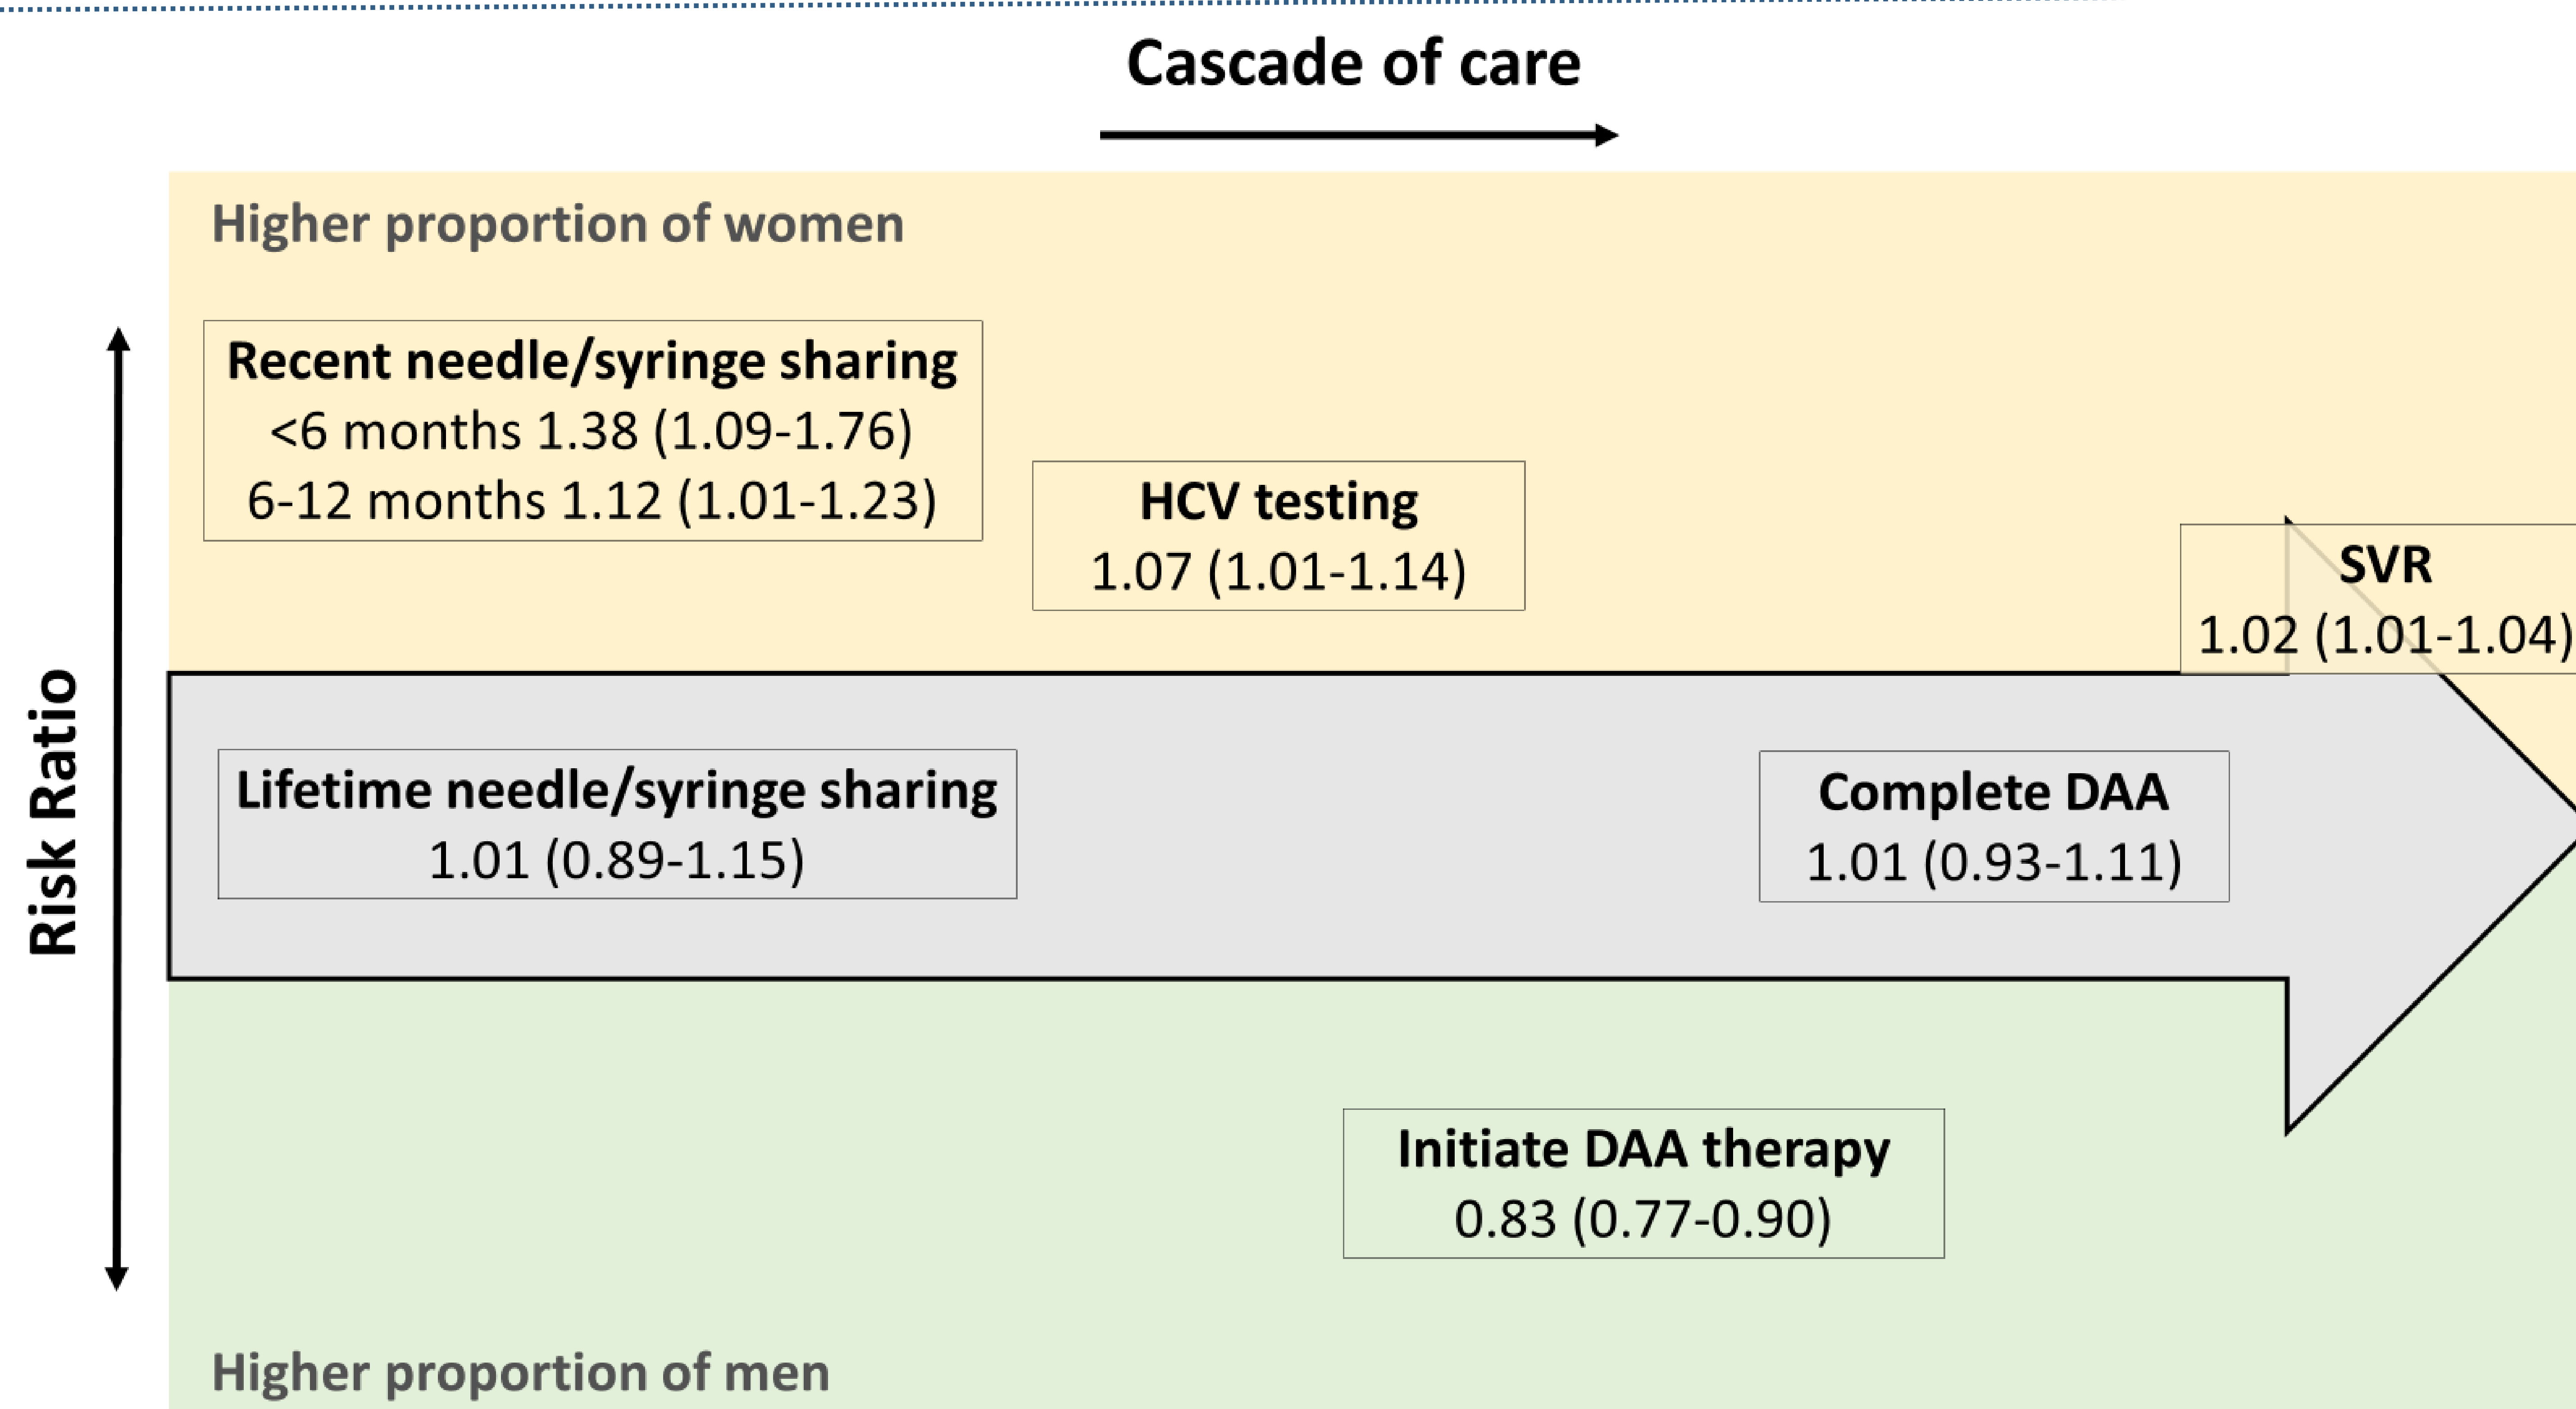 Cascade of care
Higher proportion of women
Recent needle/syringe sharing
<6 months 1.38 (1.09-1.76)
6-12 months 1.12 (1.01-1.23)
HCV testing
1.07 (1.01-1.14)
SVR
1.02 (1.01-1.04)
Risk Ratio
Lifetime needle/syringe sharing
1.01 (0.89-1.15)
Complete DAA
1.01 (0.93-1.11)
Initiate DAA therapy
0.83 (0.77-0.90)
Higher proportion of men